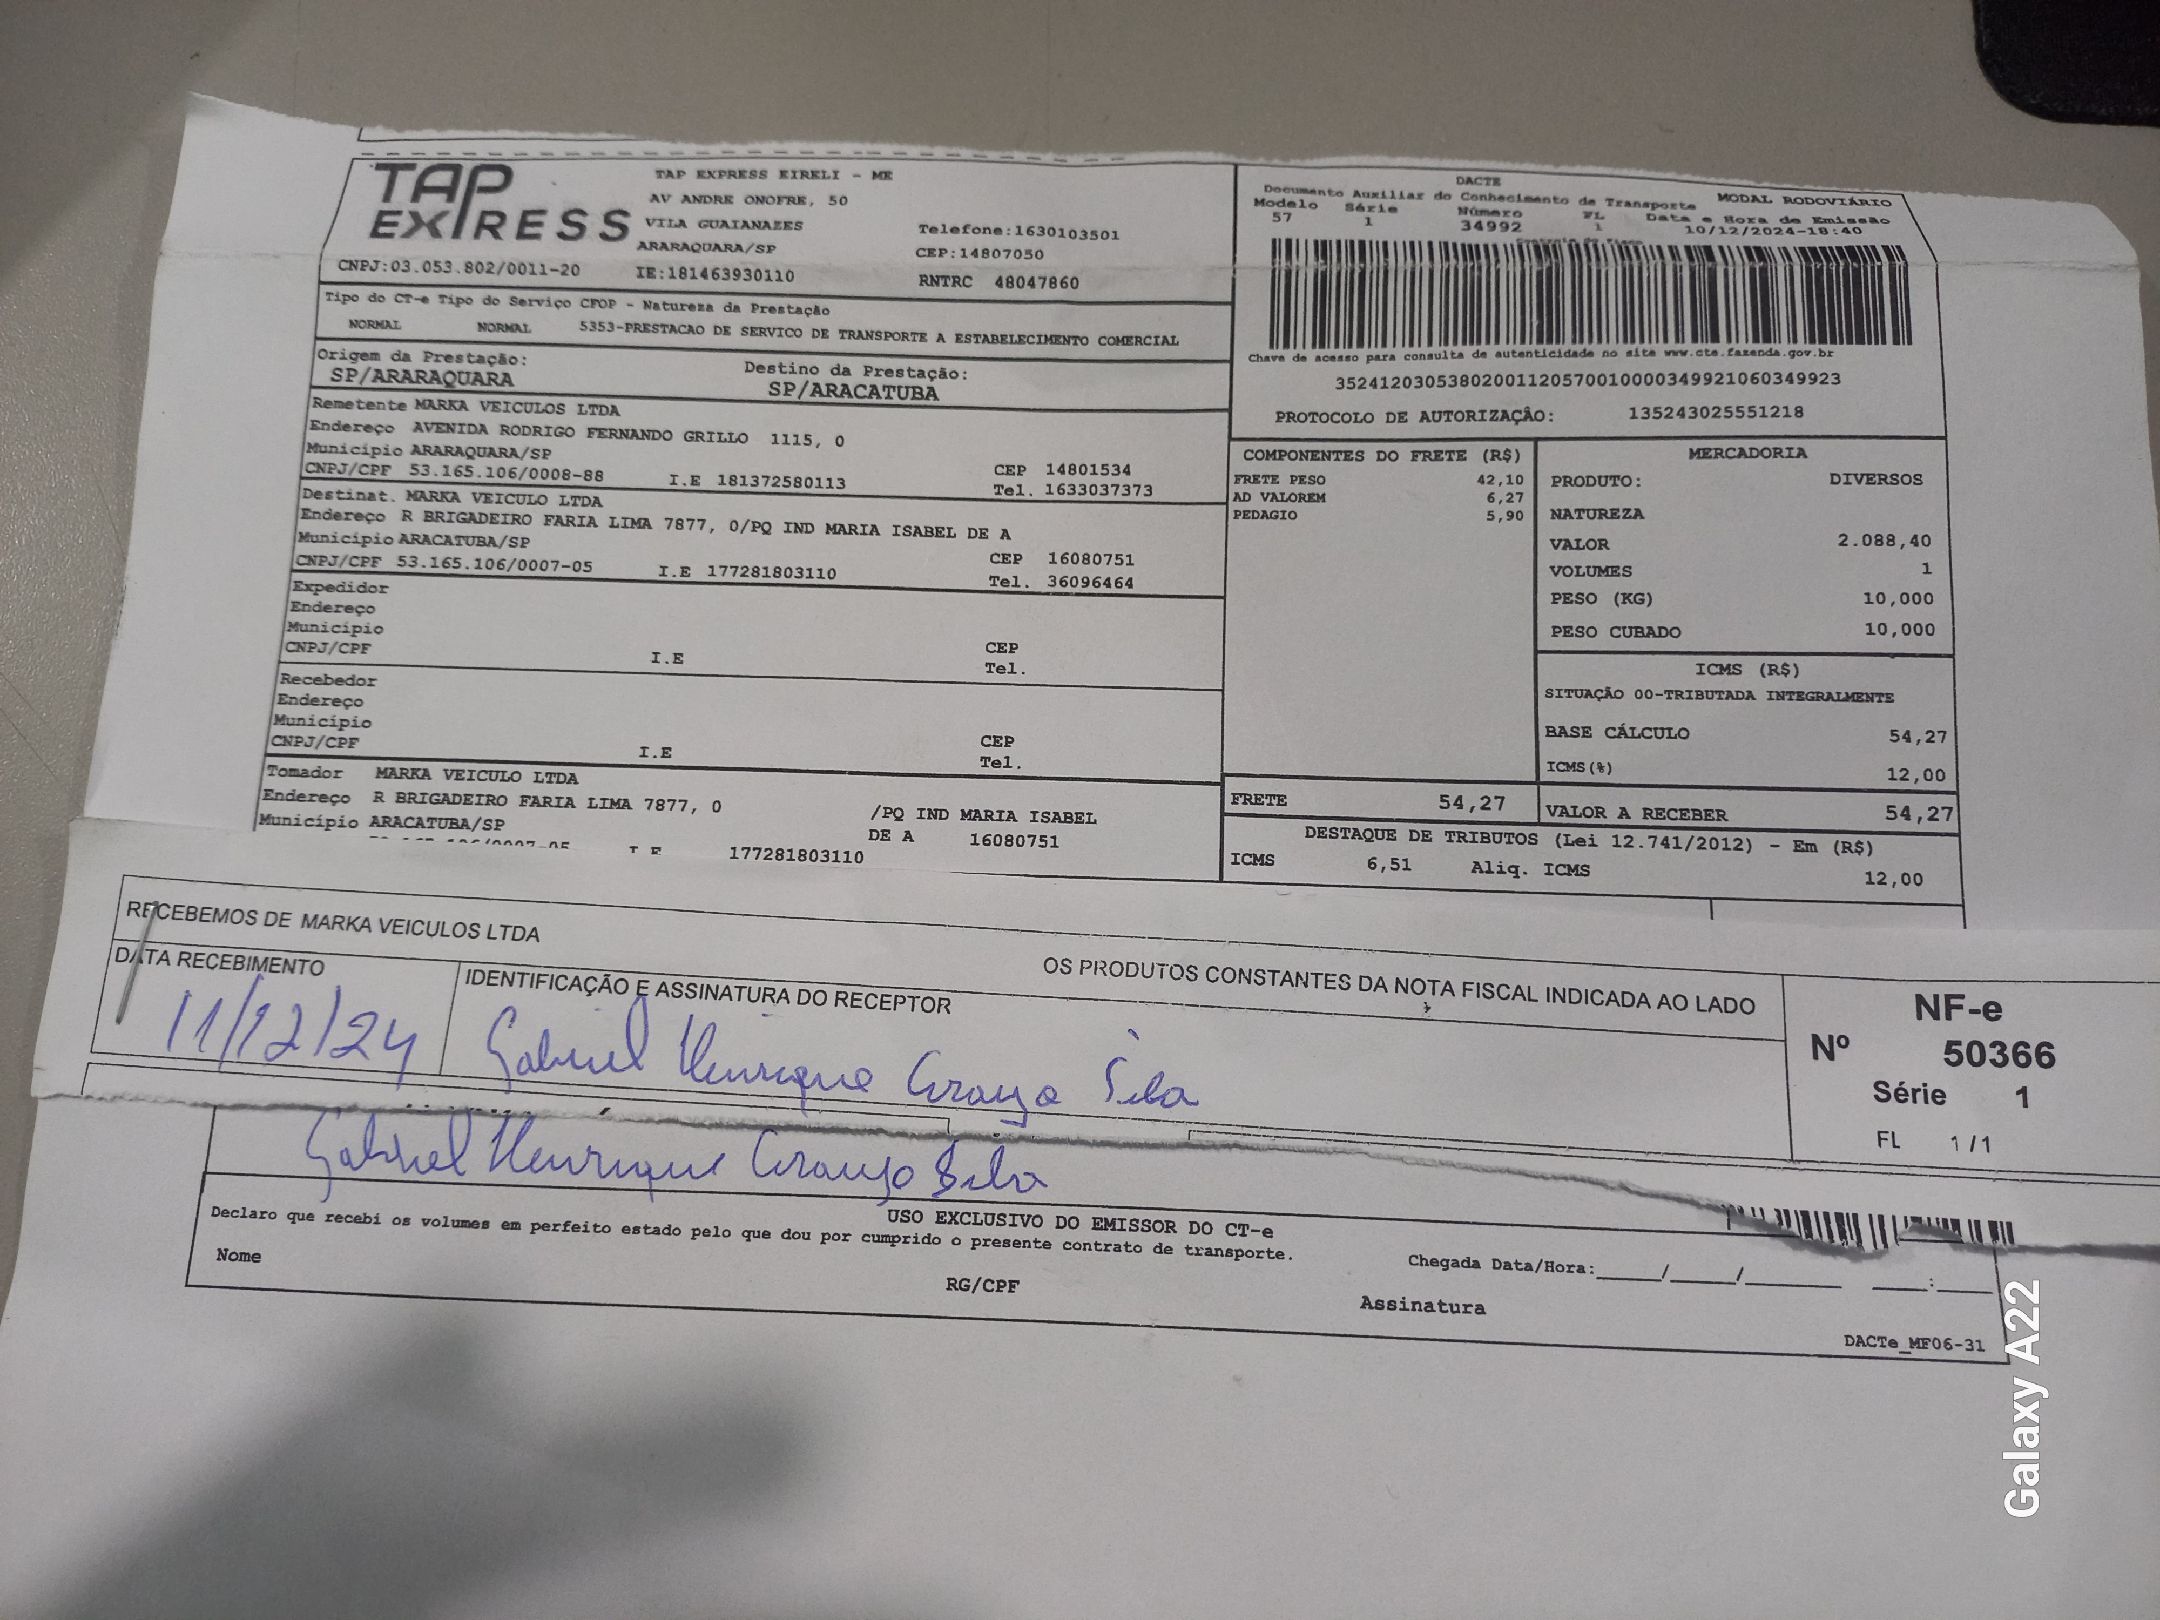 TAP EXPRESS
TAP EXPRESS EIRELI - ME
AV ANDRE ONOFRE, 50
VILA GUAIANAZES
ARARAQUARA/SP
Telefone:1630103501
CEP:14807050
CNPJ:03.053.802/0011-20 IE:181463930110 RNTRC 48047860
Tipo do CT-e Tipo do Serviço CFOP - Natureza da Prestação
NORMAL NORMAL 5353-PRESTACAO DE SERVICO DE TRANSPORTE A ESTABELECIMENTO COMERCIAL
Origem da Prestação: Destino da Prestação:
SP/ARARAQUARA SP/ARACATUBA
Remetente MARKA VEICULOS LTDA
Endereço AVENIDA RODRIGO FERNANDO GRILLO 1115, 0
Município ARARAQUARA/SP CEP 14801534
CNPJ/CPF 53.165.106/0008-88 I.E 181372580113 Tel. 1633037373
Destinat. MARKA VEICULO LTDA
Endereço R BRIGADEIRO FARIA LIMA 7877, 0/PQ IND MARIA ISABEL DE A
Município ARACATUBA/SP CEP 16080751
CNPJ/CPF 53.165.106/0007-05 I.E 177281803110 Tel. 36096464
Expedidor
Endereço
Município CEP
CNPJ/CPF I.E Tel.
Recebedor
Endereço
Município CEP
CNPJ/CPF I.E Tel.
Tomador MARKA VEICULO LTDA
Endereço R BRIGADEIRO FARIA LIMA 7877, 0 /PQ IND MARIA ISABEL
Município ARACATUBA/SP DE A 16080751
I E 177281803110
DACTE
Documento Auxiliar do Conhecimento de Transporte MODAL RODOVIÁRIO
Modelo Série Número FL Data e Hora de Emissão
57 1 34992 1 10/12/2024-18:40
Chave de acesso para consulta de autenticidade no site www.cte.fazenda.gov.br
35241203053802001120570010000349921060349923
PROTOCOLO DE AUTORIZAÇÂO: 135243025551218
COMPONENTES DO FRETE (R$)
FRETE PESO 42,10
AD VALOREM 6,27
PEDAGIO 5,90
MERCADORIA
PRODUTO: DIVERSOS
NATUREZA
VALOR 2.088,40
VOLUMES 1
PESO (KG) 10,000
PESO CUBADO 10,000
ICMS (R$)
SITUAÇÃO 00-TRIBUTADA INTEGRALMENTE
BASE CÁLCULO 54,27
ICMS(%) 12,00
FRETE 54,27 VALOR A RECEBER 54,27
DESTAQUE DE TRIBUTOS (Lei 12.741/2012) - Em (R$)
ICMS 6,51 Aliq. ICMS 12,00
RECEBEMOS DE MARKA VEICULOS LTDA OS PRODUTOS CONSTANTES DA NOTA FISCAL INDICADA AO LADO
DATA RECEBIMENTO IDENTIFICAÇÃO E ASSINATURA DO RECEPTOR
11/12/24 Gabriel Henrique Araujo Silva
NF-e
Nº 50366
Série 1
FL 1/1
Gabriel Henrique Araujo Silva
USO EXCLUSIVO DO EMISSOR DO CT-e
Declaro que recebi os volumes em perfeito estado pelo que dou por cumprido o presente contrato de transporte.
Nome RG/CPF Assinatura
Chegada Data/Hora:____/____/______ ____:____
DACTe_MF06-31
Galaxy A22